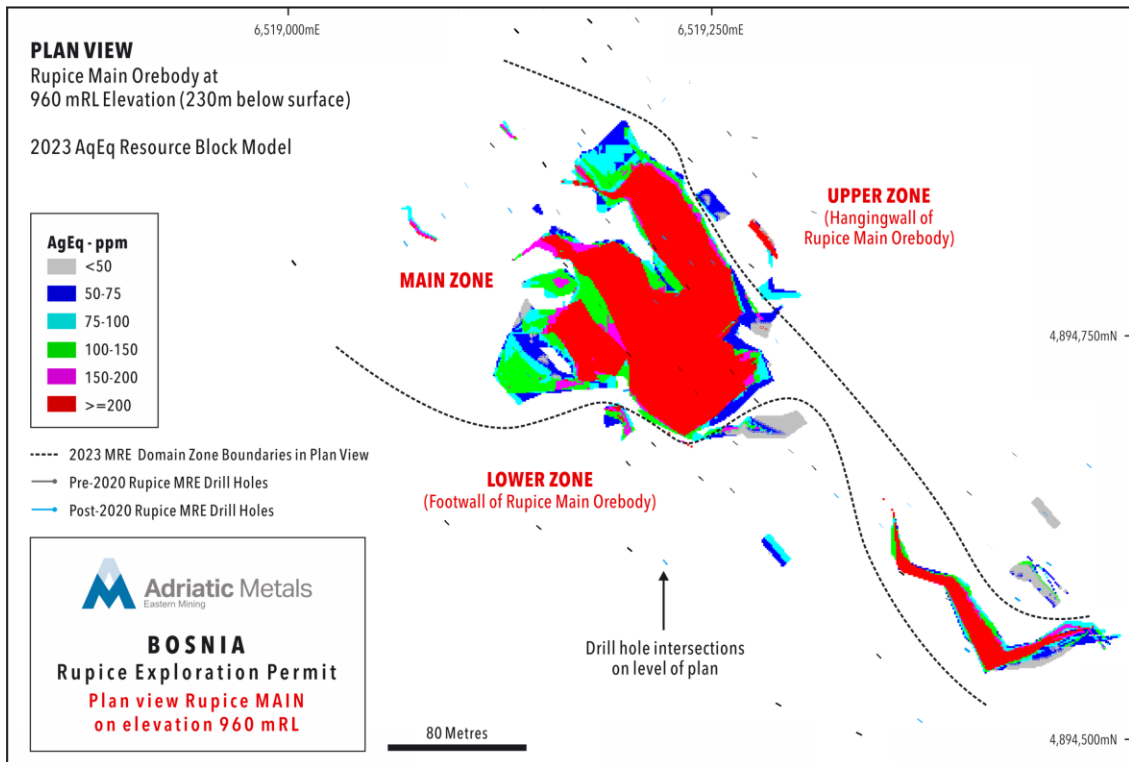 6,519,000mE
6,519,250mE
PLAN VIEW
Rupice Main Orebody at
960 mRL Elevation (230m below surface)
2023 AqEq Resource Block Model
AgEq - ppm
<50
50-75
75-100
100-150
150-200
>=200
UPPER ZONE
(Hangingwall of
Rupice Main Orebody)
MAIN ZONE
4,894,750mN
2023 MRE Domain Zone Boundaries in Plan View
Pre-2020 Rupice MRE Drill Holes
Post-2020 Rupice MRE Drill Holes
LOWER ZONE
(Footwall of Rupice Main Orebody)
Adriatic Metals
Eastern Mining
BOSNIA
Rupice Exploration Permit
Plan view Rupice MAIN
on elevation 960 mRL
Drill hole intersections
on level of plan
80 Metres
4,894,500mN